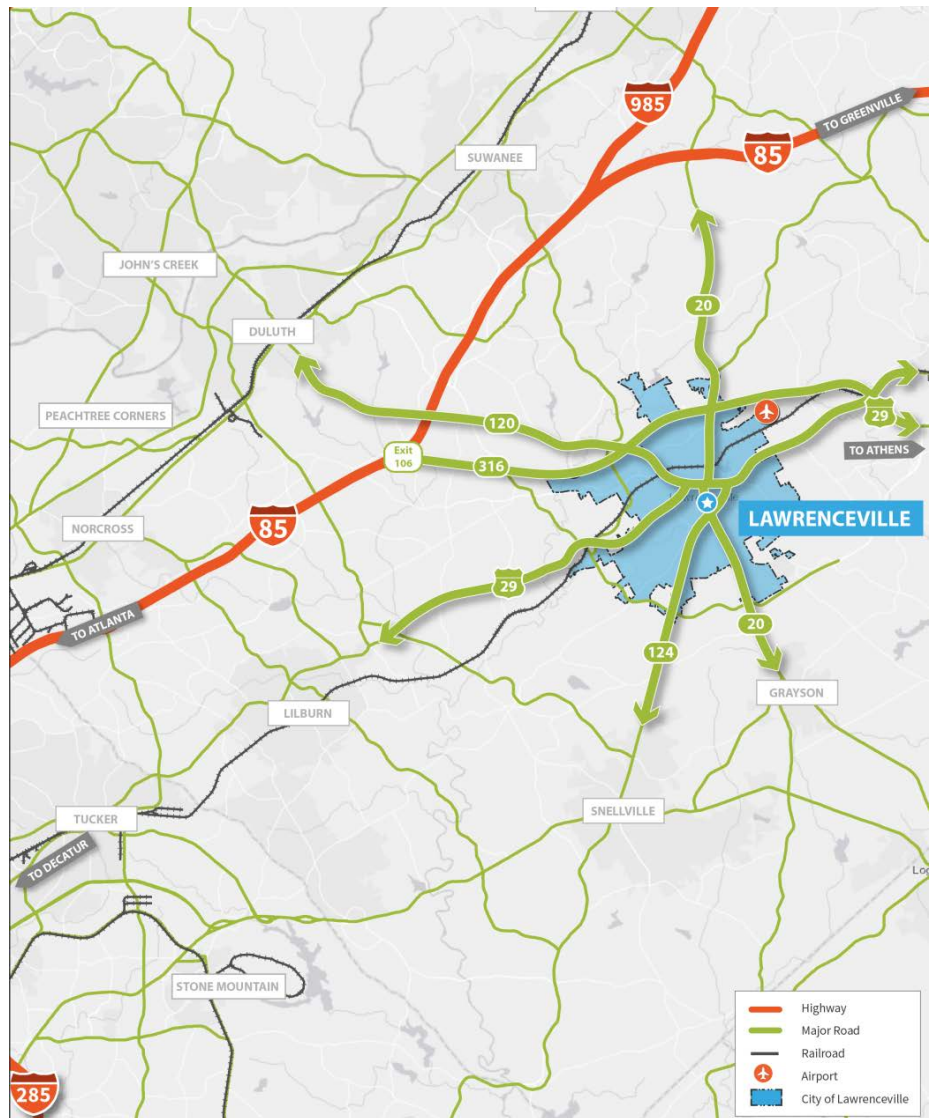 985
TO GREENVILLE
85
SUWANEE
JOHN'S CREEK
20
DULUTH
PEACHTREE CORNERS
120
29
Exit
106
316
TO ATHENS
LAWRENCEVILLE
85
NORCROSS
29
20
TO ATLANTA
124
GRAYSON
LILBURN
SNELLVILLE
TUCKER
TO DECATUR
STONE MOUNTAIN
285
Highway
Major Road
Railroad
Airport
City of Lawrenceville